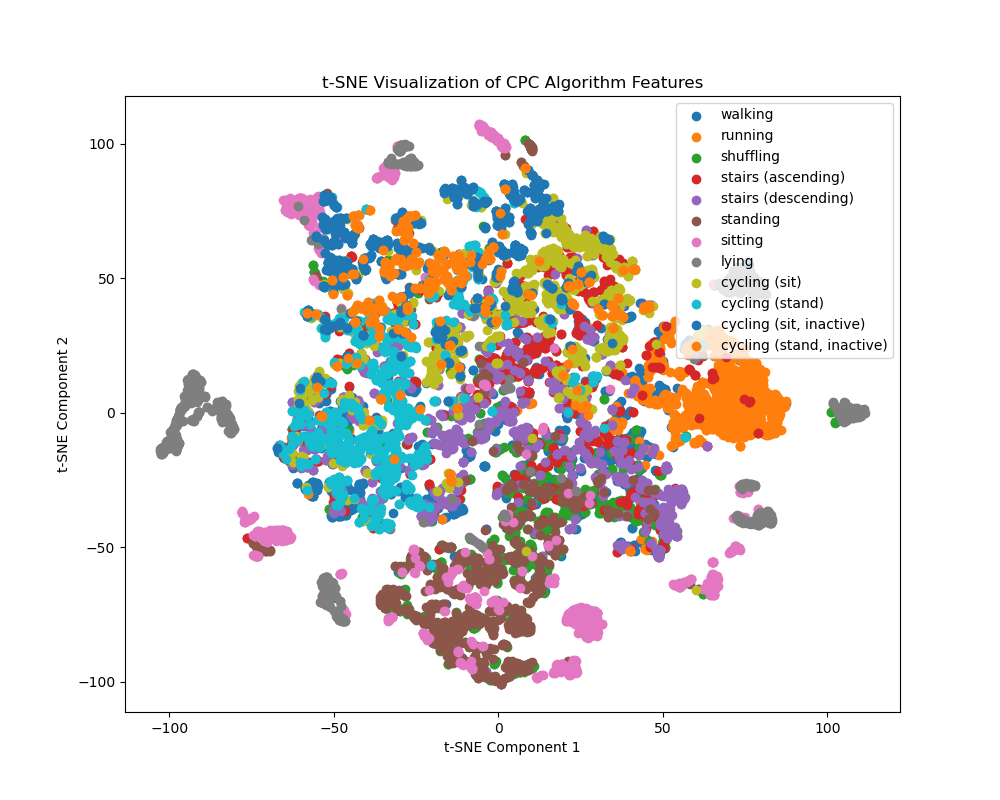 t-SNE Visualization of CPC Algorithm Features
walking
running
shuffling
stairs (ascending)
stairs (descending)
standing
sitting
lying
cycling (sit)
cycling (stand)
cycling (sit, inactive)
cycling (stand, inactive)
100
50
0
−50
−100
t-SNE Component 2
−100
−50
0
50
100
t-SNE Component 1